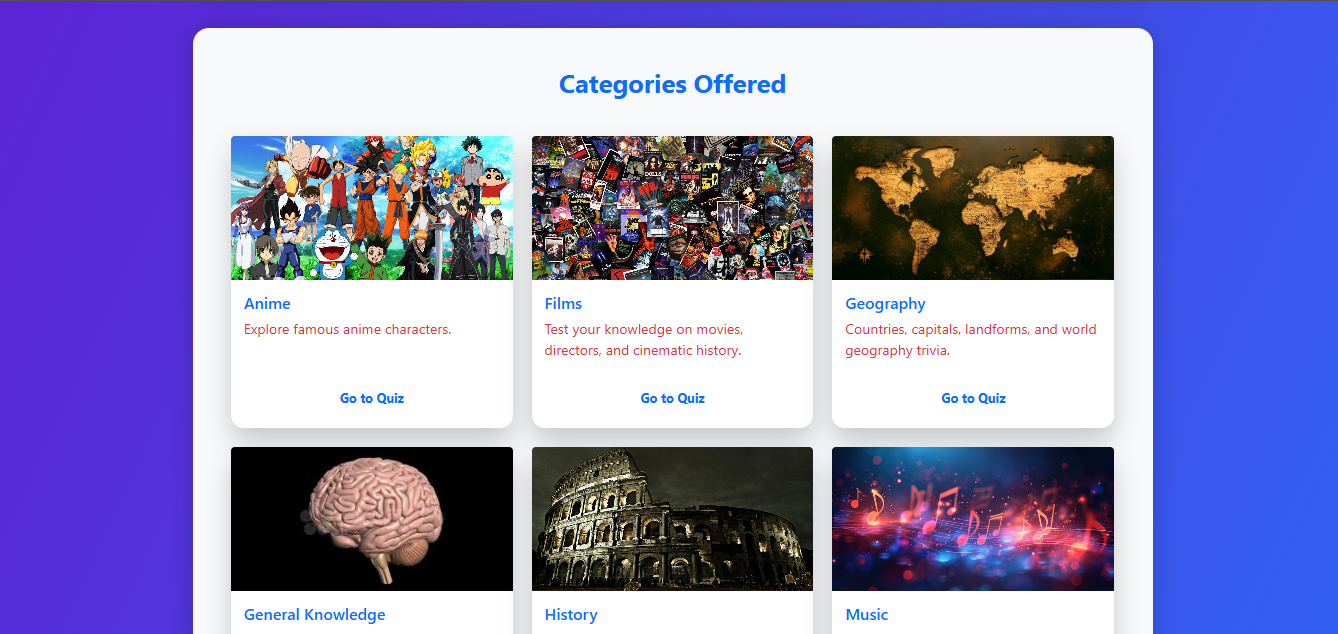 Categories Offered
Anime
Explore famous anime characters.
Go to Quiz
Films
Test your knowledge on movies,
directors, and cinematic history.
Go to Quiz
Geography
Countries, capitals, landforms, and world
geography trivia.
Go to Quiz
General Knowledge
History
Music